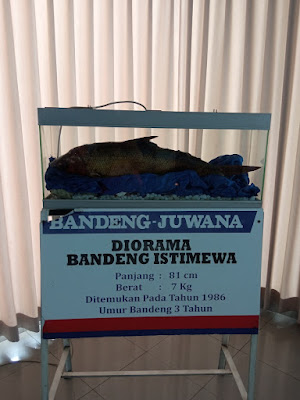 BANDENG-JUWANA
DIORAMA
BANDENG ISTIMEWA
Panjang : 81 cm
Berat : 7 Kg
Ditemukan Pada Tahun 1986
Umur Bandeng 3 Tahun